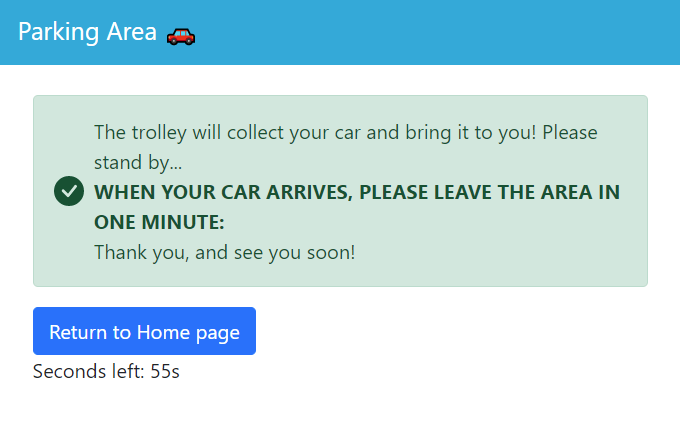 Parking Area
The trolley will collect your car and bring it to you! Please
stand by...
WHEN YOUR CAR ARRIVES, PLEASE LEAVE THE AREA IN
ONE MINUTE:
Thank you, and see you soon!
Return to Home page
Seconds left: 55s